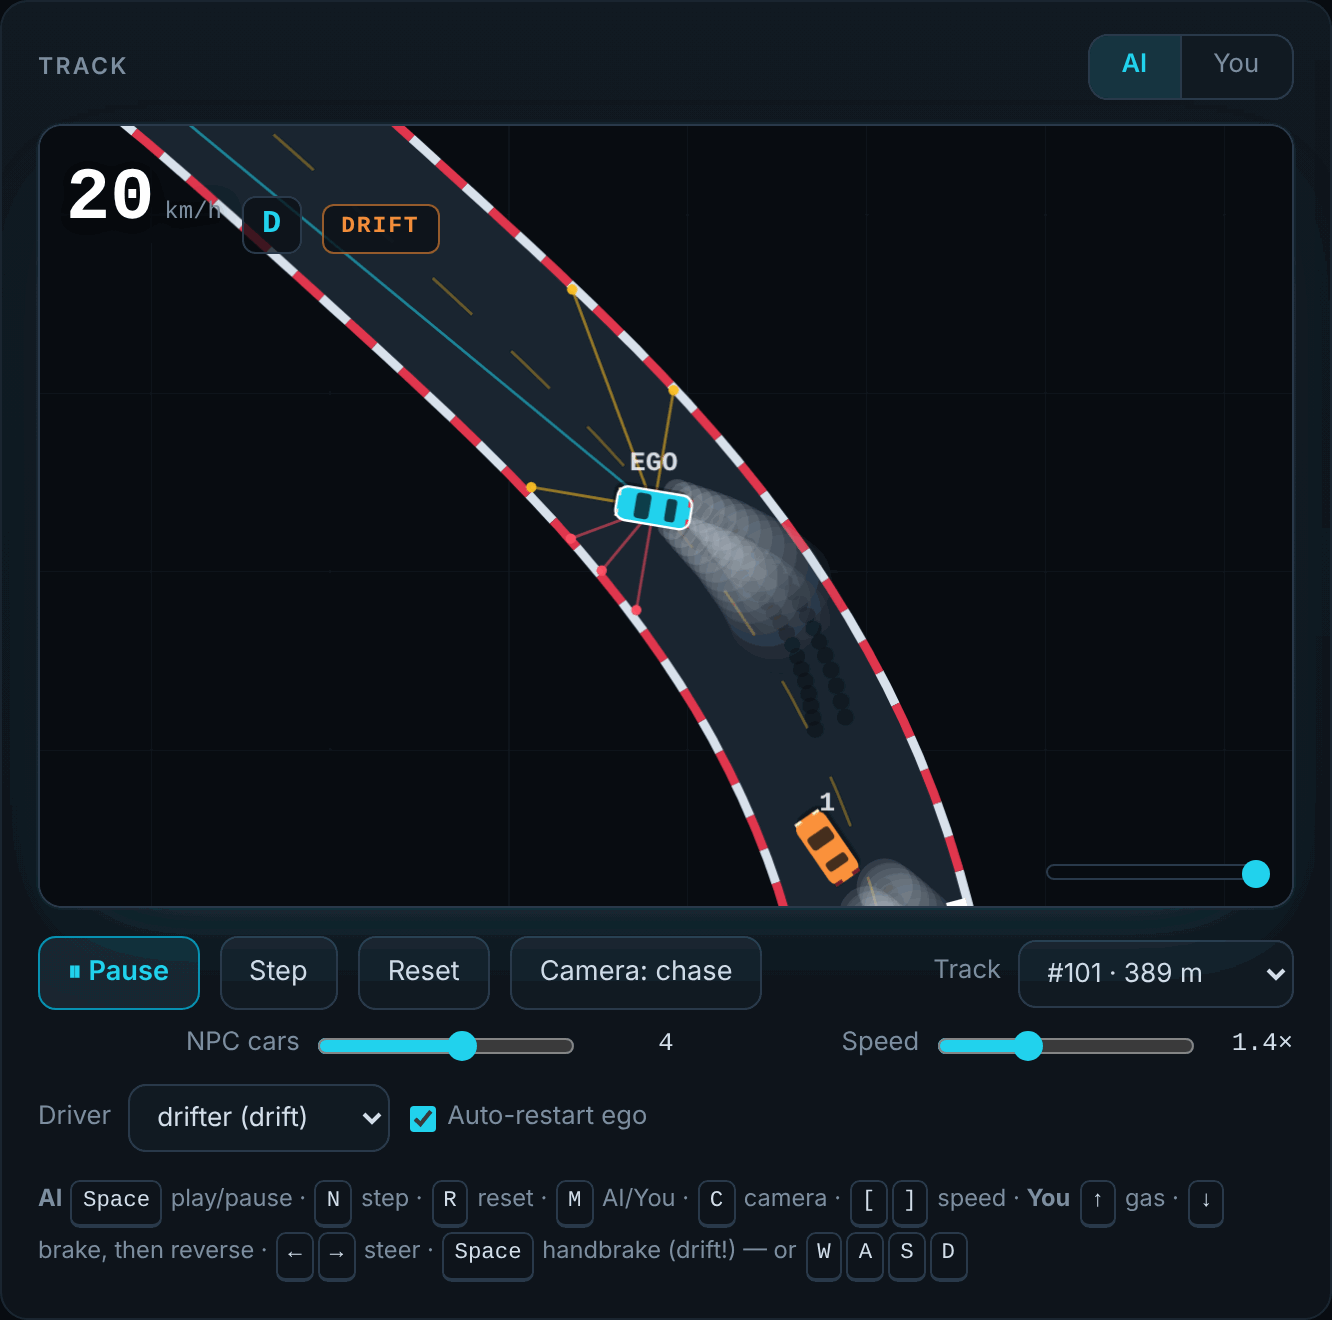 TRACK
AI You
20 km/h D DRIFT
EGO
1
Pause Step Reset Camera: chase Track #101 · 389 m
NPC cars 4 Speed 1.4×
Driver drifter (drift) Auto-restart ego
AI Space play/pause · N step · R reset · M AI/You · C camera · [ ] speed · You ↑ gas · ↓
brake, then reverse · ← → steer · Space handbrake (drift!) — or W A S D